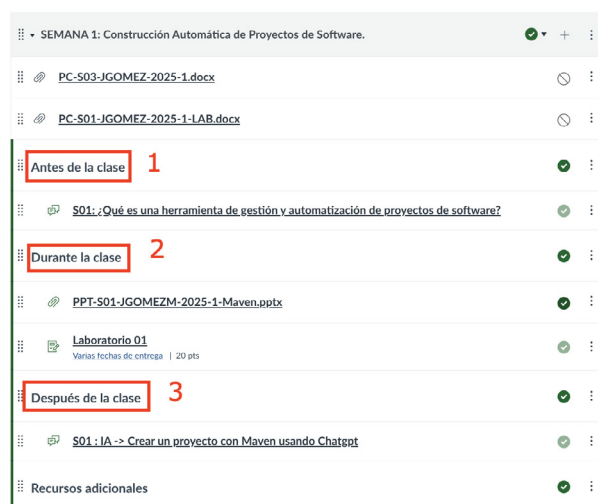 SEMANA 1: Construcción Automática de Proyectos de Software.
PC-S03-JGOMEZ-2025-1.docx
PC-S01-JGOMEZ-2025-1-LAB.docx
Antes de la clase 1
S01: ¿Qué es una herramienta de gestión y automatización de proyectos de software?
Durante la clase 2
PPT-S01-JGOMEZM-2025-1-Maven.pptx
Laboratorio 01
Varias fechas de entrega | 20 pts
Después de la clase 3
S01 : IA -> Crear un proyecto con Maven usando Chatgpt
Recursos adicionales